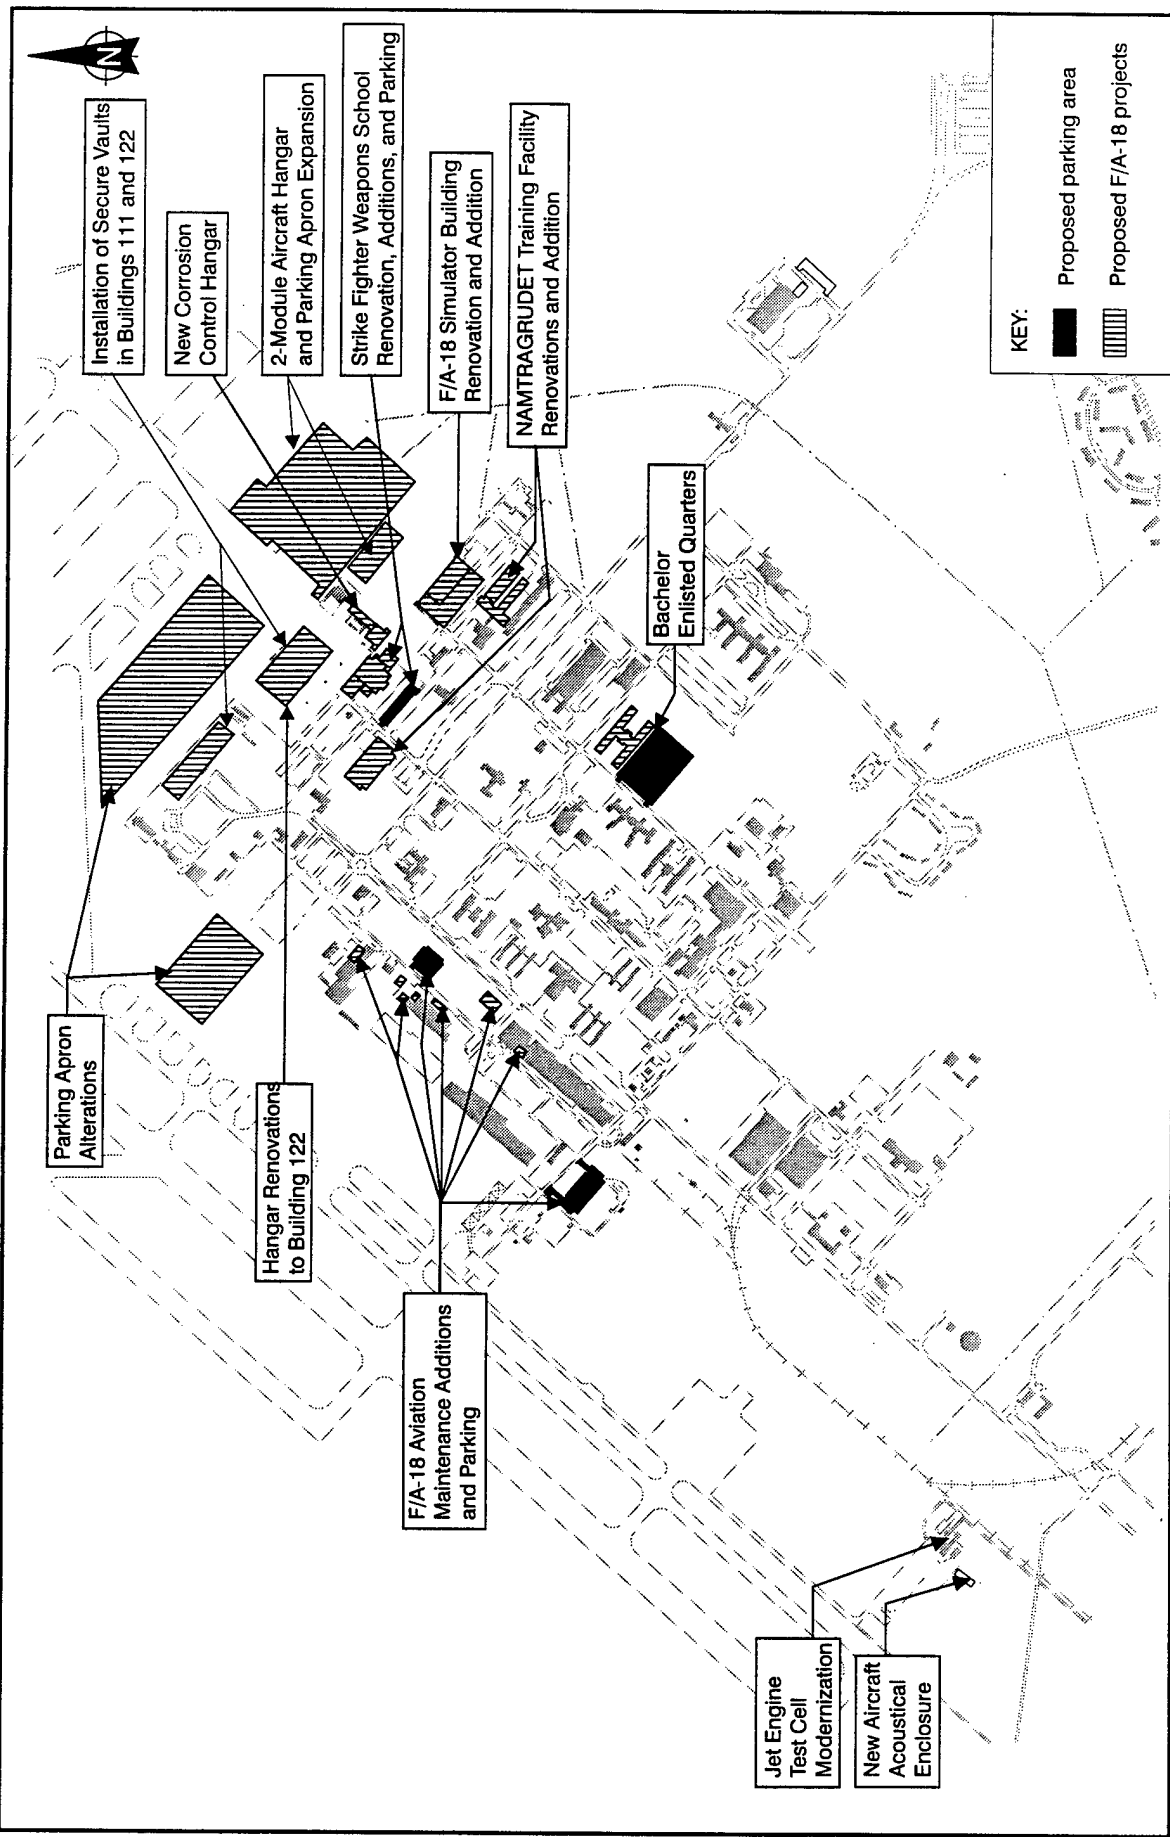 N
Installation of Secure Vaults
in Buildings 111 and 122
New Corrosion
Control Hangar
2-Module Aircraft Hangar
and Parking Apron Expansion
Strike Fighter Weapons School
Renovation, Additions, and Parking
F/A-18 Simulator Building
Renovation and Addition
NAMTRAGRUDET Training Facility
Renovations and Addition
Bachelor
Enlisted Quarters
Parking Apron
Alterations
Hangar Renovations
to Building 122
F/A-18 Aviation
Maintenance Additions
and Parking
Jet Engine
Test Cell
Modernization
New Aircraft
Acoustical
Enclosure
KEY:
Proposed parking area
Proposed F/A-18 projects